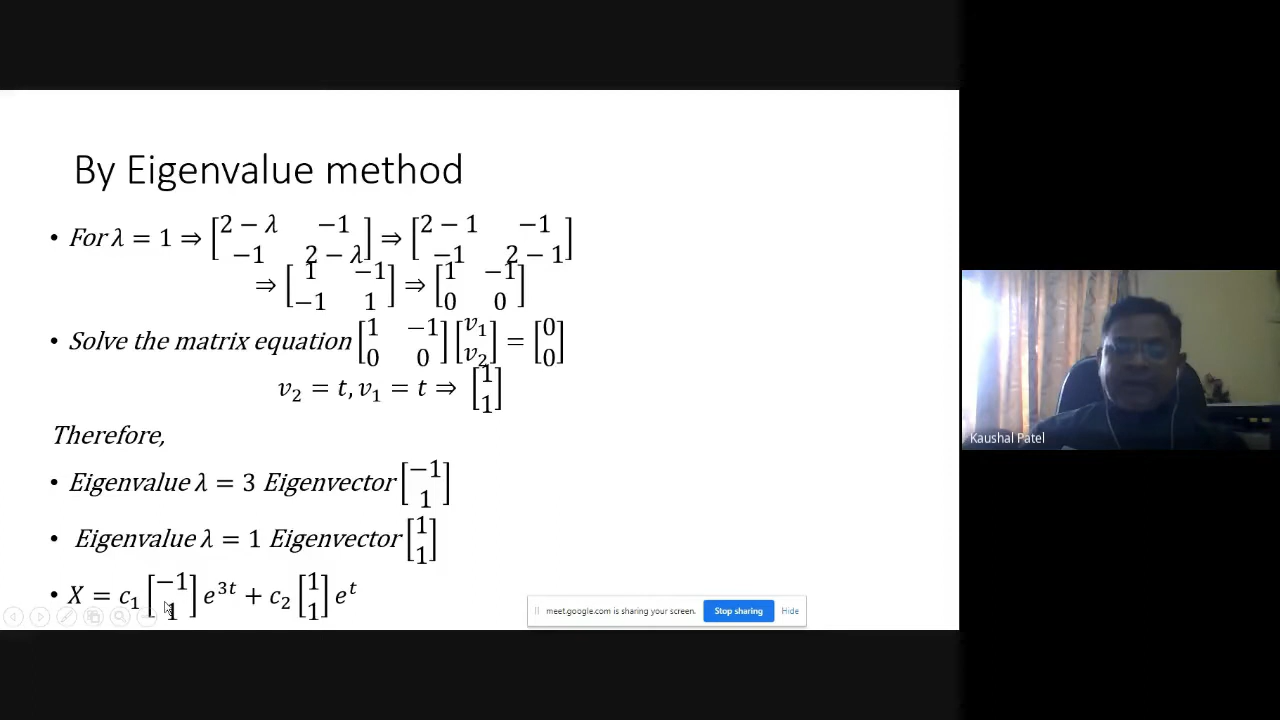 By Eigenvalue method
• For λ = 1 ⇒ [2 − λ −1; −1 2 − λ] ⇒ [2 − 1 −1; −1 2 − 1]
⇒ [1 −1; −1 1] ⇒ [1 −1; 0 0]
• Solve the matrix equation [1 −1; 0 0] [v₁; v₂] = [0; 0]
v₂ = t, v₁ = t ⇒ [1; 1]
Therefore,
• Eigenvalue λ = 3 Eigenvector [−1; 1]
• Eigenvalue λ = 1 Eigenvector [1; 1]
• X = c₁ [−1; 1] e³ᵗ + c₂ [1; 1] eᵗ
meet.google.com is sharing your screen. Stop sharing Hide
Kaushal Patel